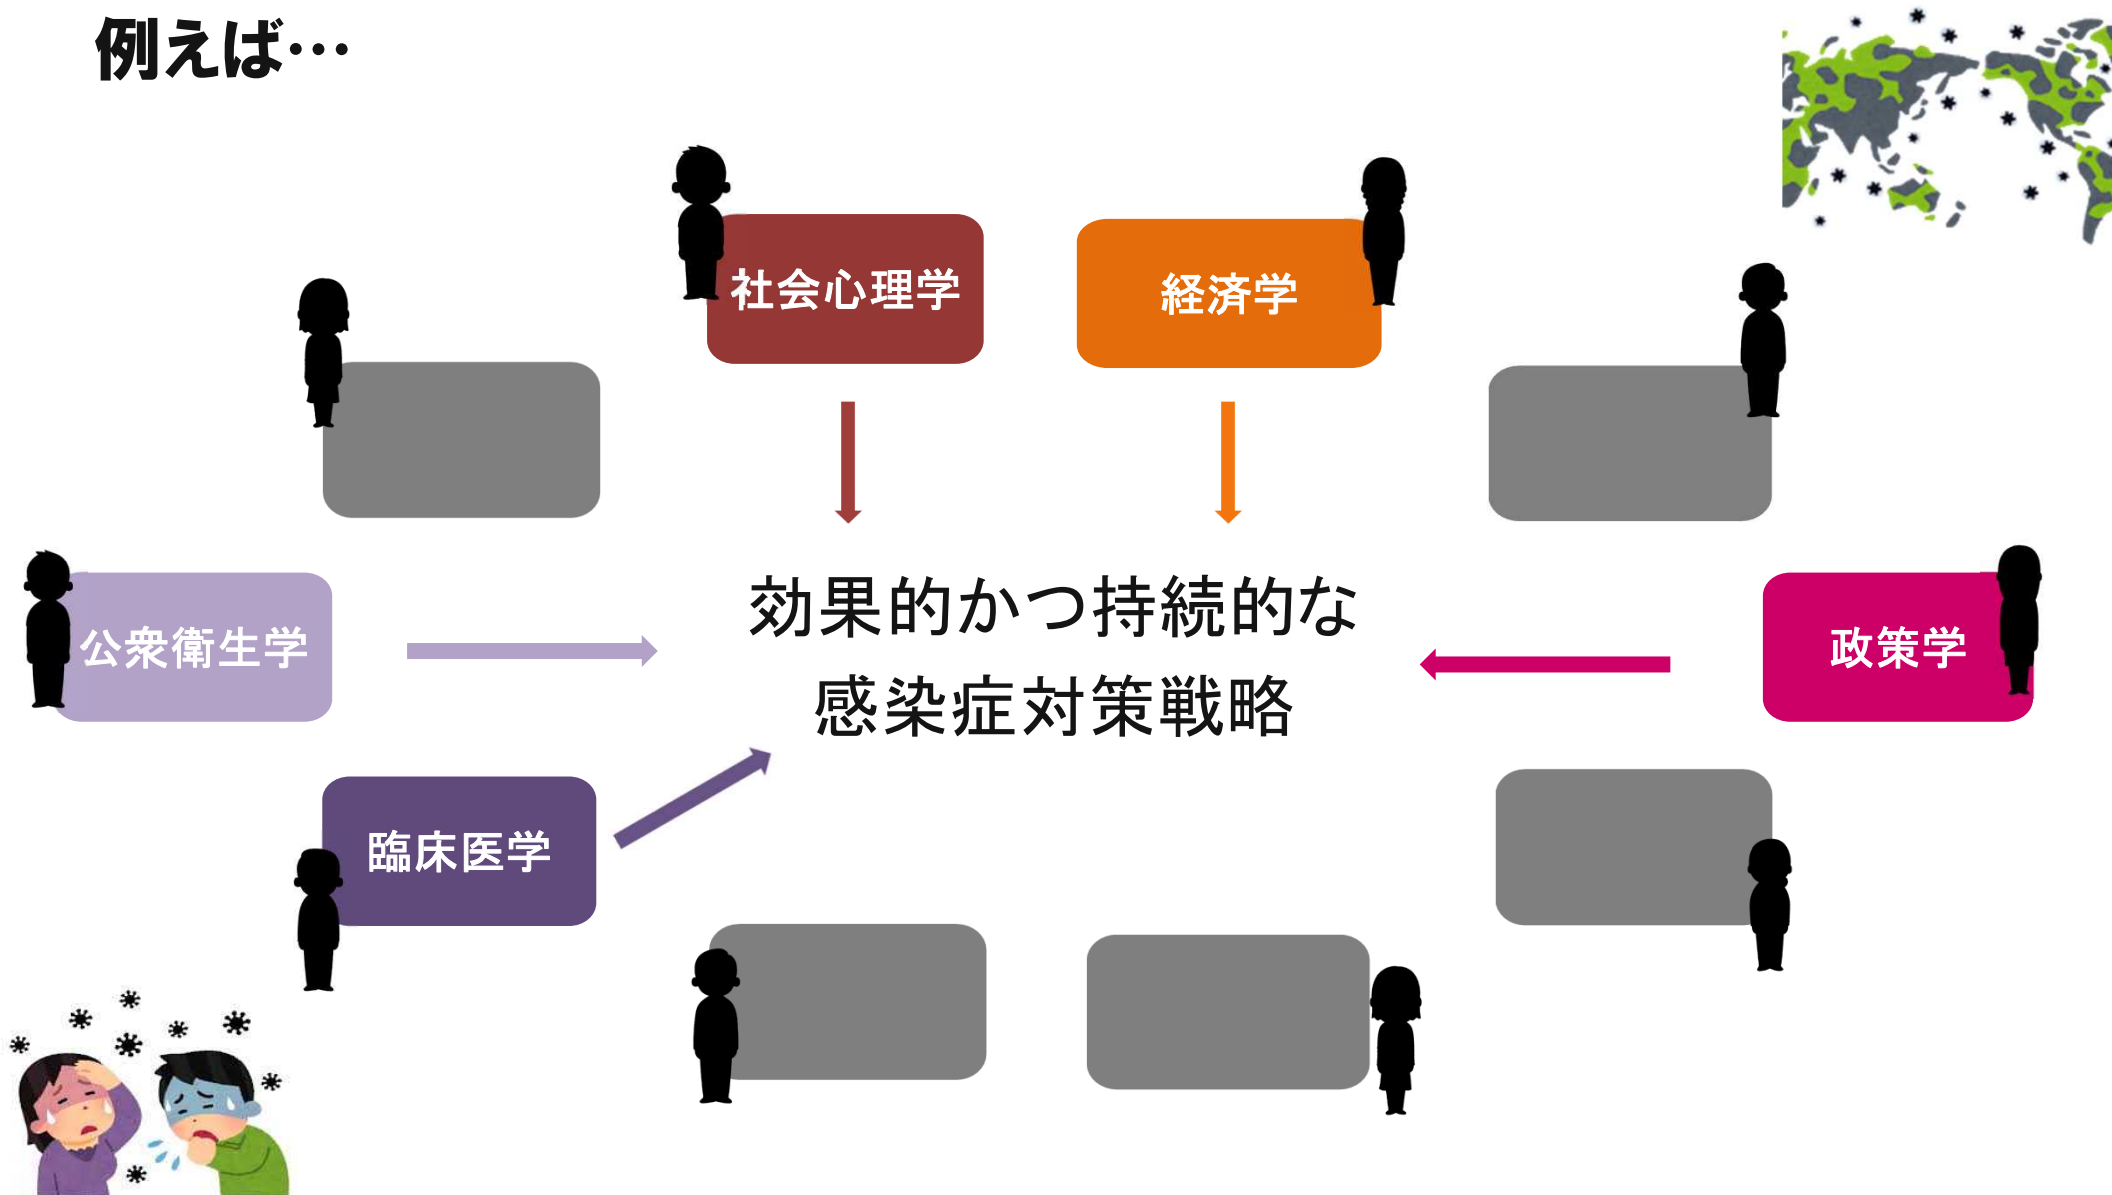 例えば…
社会心理学
経済学
公衆衛生学
効果的かつ持続的な
感染症対策戦略
政策学
臨床医学